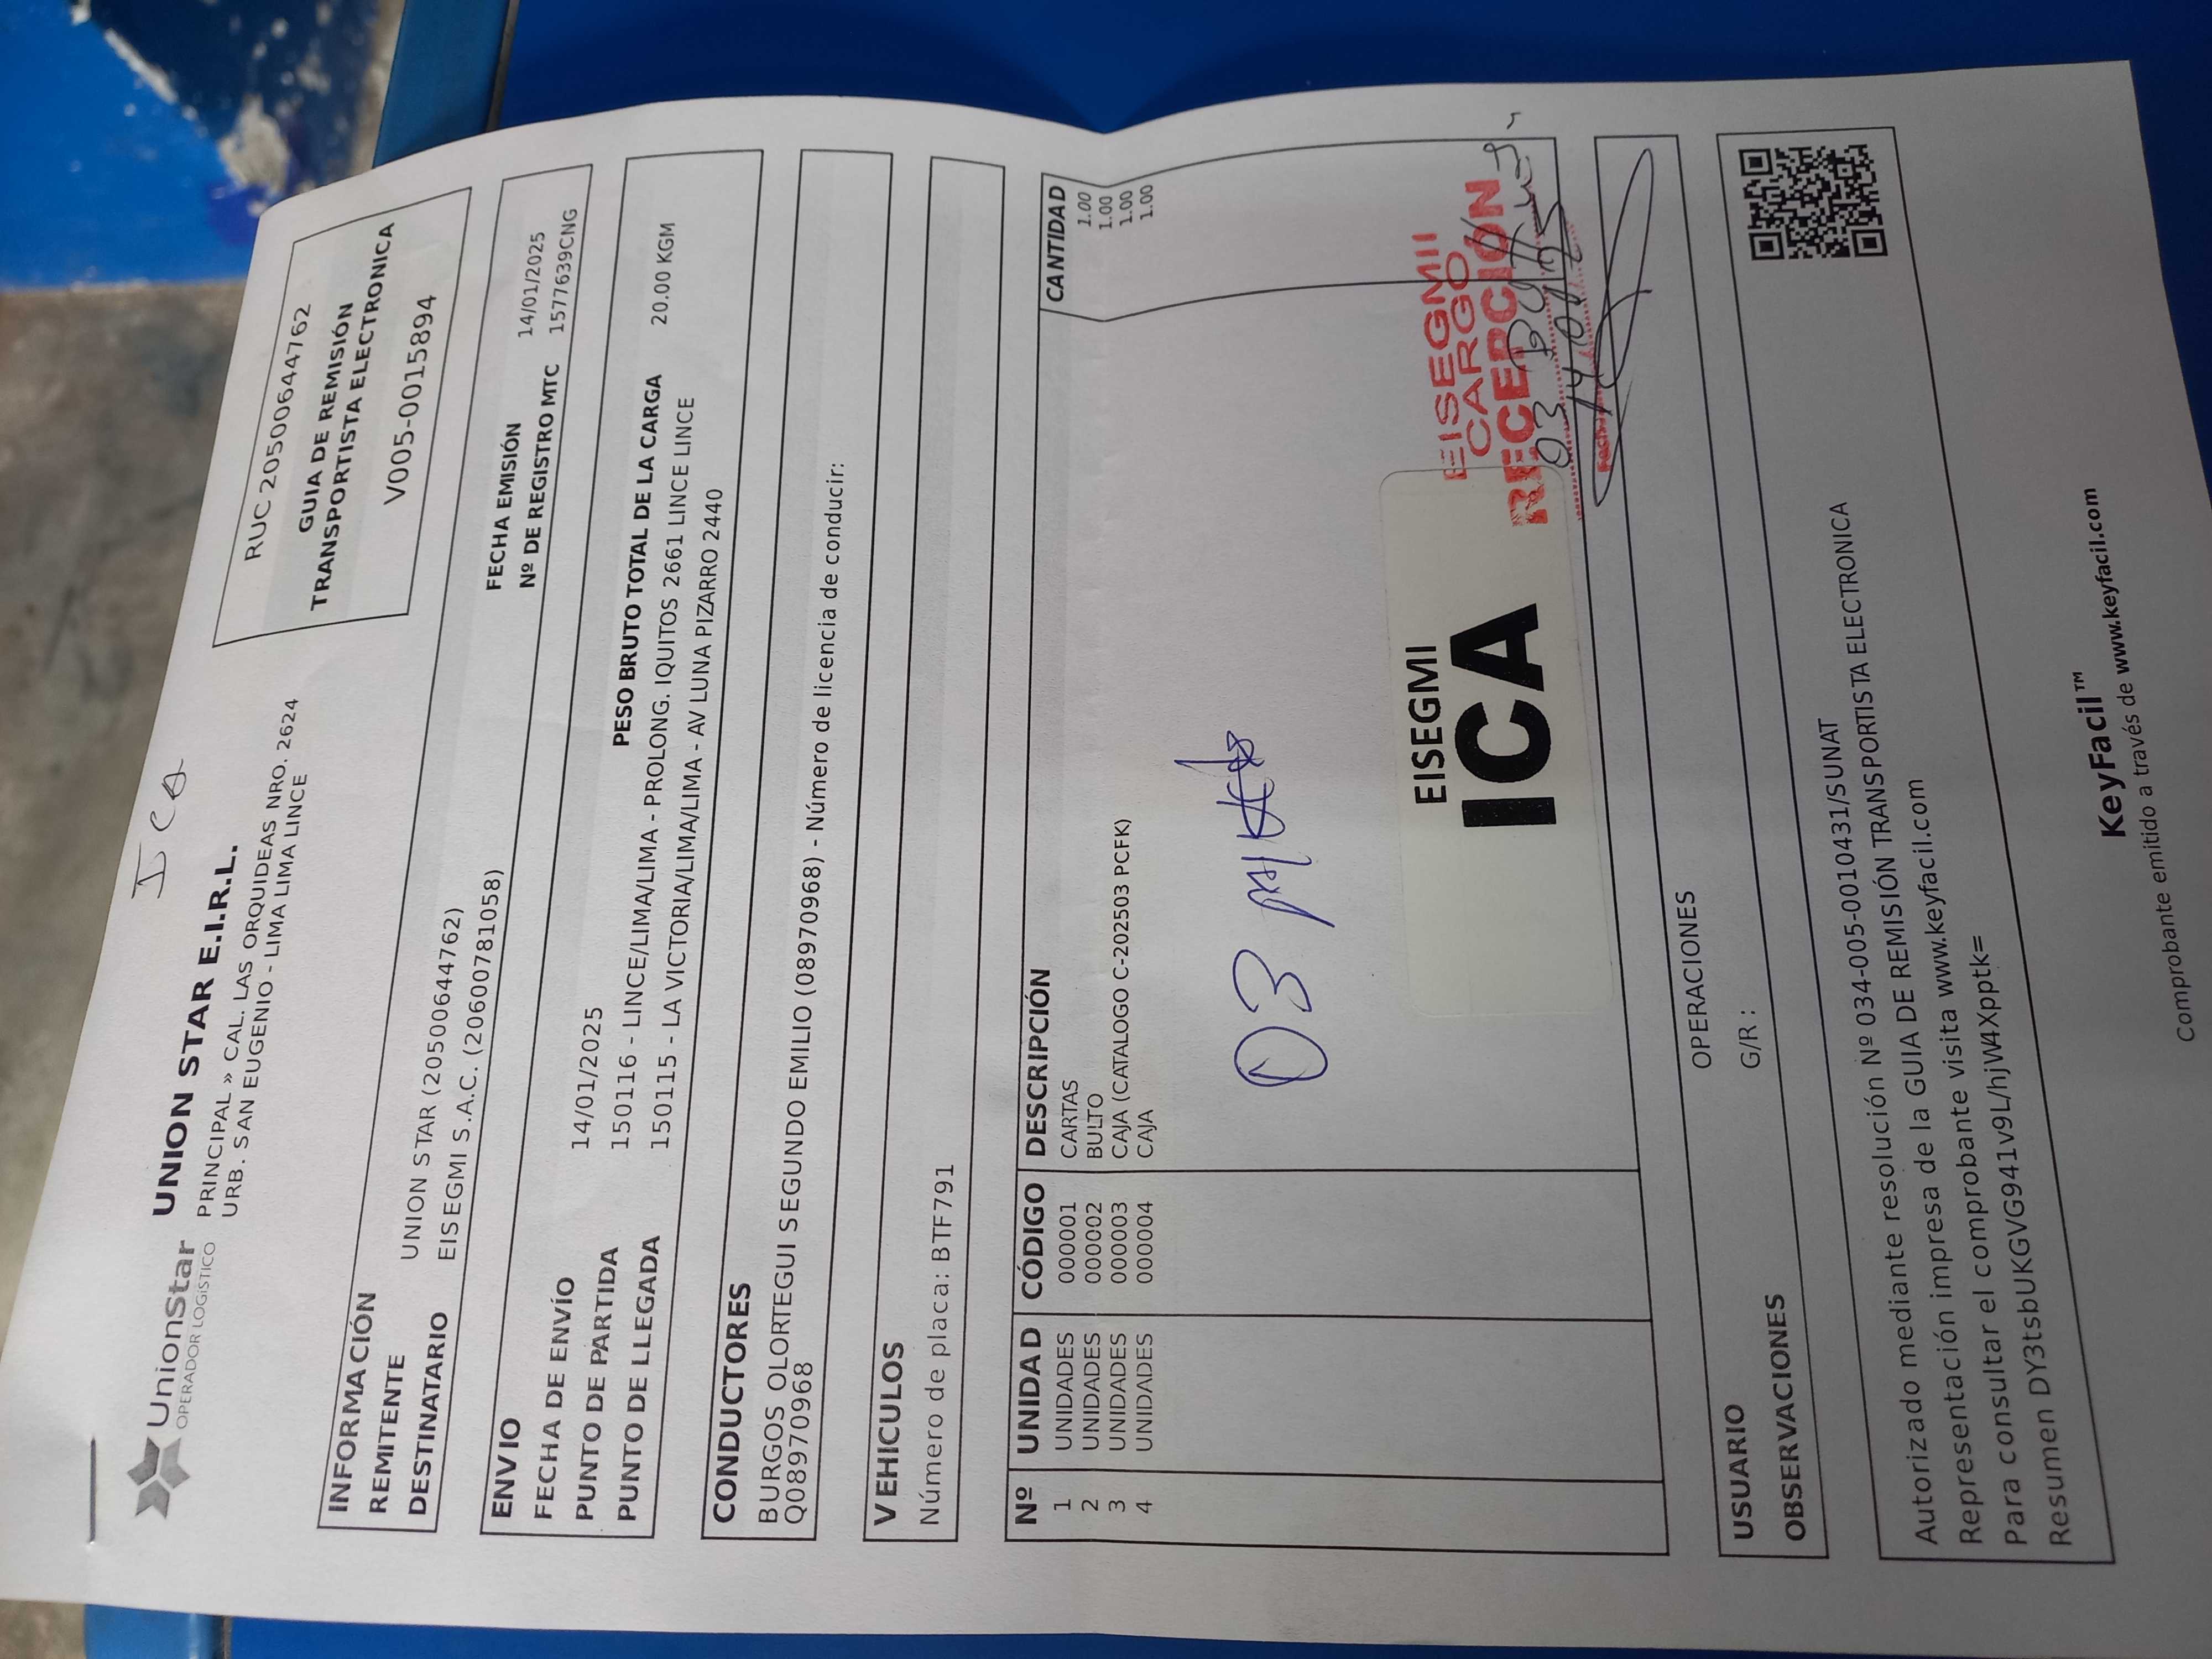 ICA
UnionStar
OPERADOR LOGÍSTICO
UNION STAR E.I.R.L.
PRINCIPAL » CAL. LAS ORQUIDEAS NRO. 2624
URB. SAN EUGENIO - LIMA LIMA LINCE
RUC 20500644762
GUIA DE REMISIÓN
TRANSPORTISTA ELECTRONICA
V005-0015894
INFORMACIÓN
REMITENTE UNION STAR (20500644762)
DESTINATARIO EISEGMI S.A.C. (20600781058)
FECHA EMISIÓN 14/01/2025
Nº DE REGISTRO MTC 1577639CNG
ENVIO
FECHA DE ENVÍO 14/01/2025 PESO BRUTO TOTAL DE LA CARGA 20.00 KGM
PUNTO DE PARTIDA 150116 - LINCE/LIMA/LIMA - PROLONG. IQUITOS 2661 LINCE LINCE
PUNTO DE LLEGADA 150115 - LA VICTORIA/LIMA/LIMA - AV LUNA PIZARRO 2440
CONDUCTORES
BURGOS OLORTEGUI SEGUNDO EMILIO (08970968) - Número de licencia de conducir:
Q08970968
VEHICULOS
Número de placa: BTF791
Nº UNIDAD CÓDIGO DESCRIPCIÓN CANTIDAD
1 UNIDADES 000001 CARTAS 1.00
2 UNIDADES 000002 BULTO 1.00
3 UNIDADES 000003 CAJA (CATALOGO C-202503 PCFK) 1.00
4 UNIDADES 000004 CAJA 1.00
03
EISEGMI
ICA
EISEGMI
CARGO
RECEPCIÓN
03
Fecha
USUARIO OPERACIONES
OBSERVACIONES G/R :
Autorizado mediante resolución Nº 034-005-0010431/SUNAT
Representación impresa de la GUIA DE REMISIÓN TRANSPORTISTA ELECTRONICA
Para consultar el comprobante visita www.keyfacil.com
Resumen DY3tsbUKGVG941v9L/hjW4Xpptk=
KeyFacil™
Comprobante emitido a través de www.keyfacil.com